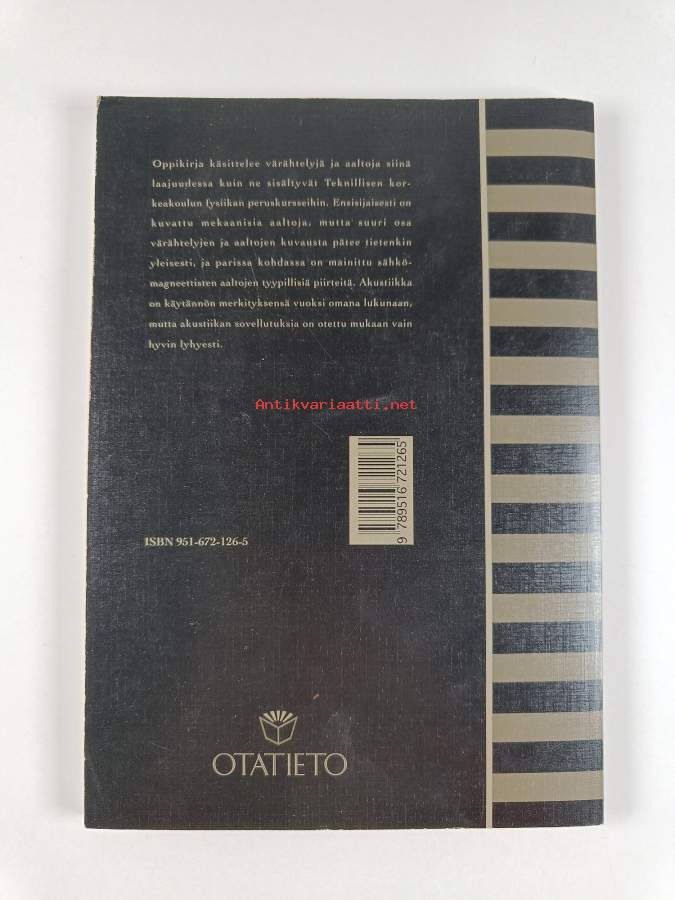 Oppikirja käsittelee värähtelyjä ja aaltoja siinä
laajuudessa kuin ne sisältyvät Teknillisen kor-
keakoulun fysiikan peruskursseihin. Ensisijaisesti on
kuvattu mekaanisia aaltoja, mutta suuri osa
värähtelyjen ja aaltojen kuvausta pätee tietenkin
yleisesti, ja parissa kohdassa on mainittu sähkö-
magneettisten aaltojen tyypillisiä piirteitä. Akustiikka
on käytännön merkityksensä vuoksi omana lukunaan,
mutta akustiikan sovellutuksia on otettu mukaan vain
hyvin lyhyesti.
Antikvariaatti.net
9 789516 721265
ISBN 951-672-126-5
OTATIETO